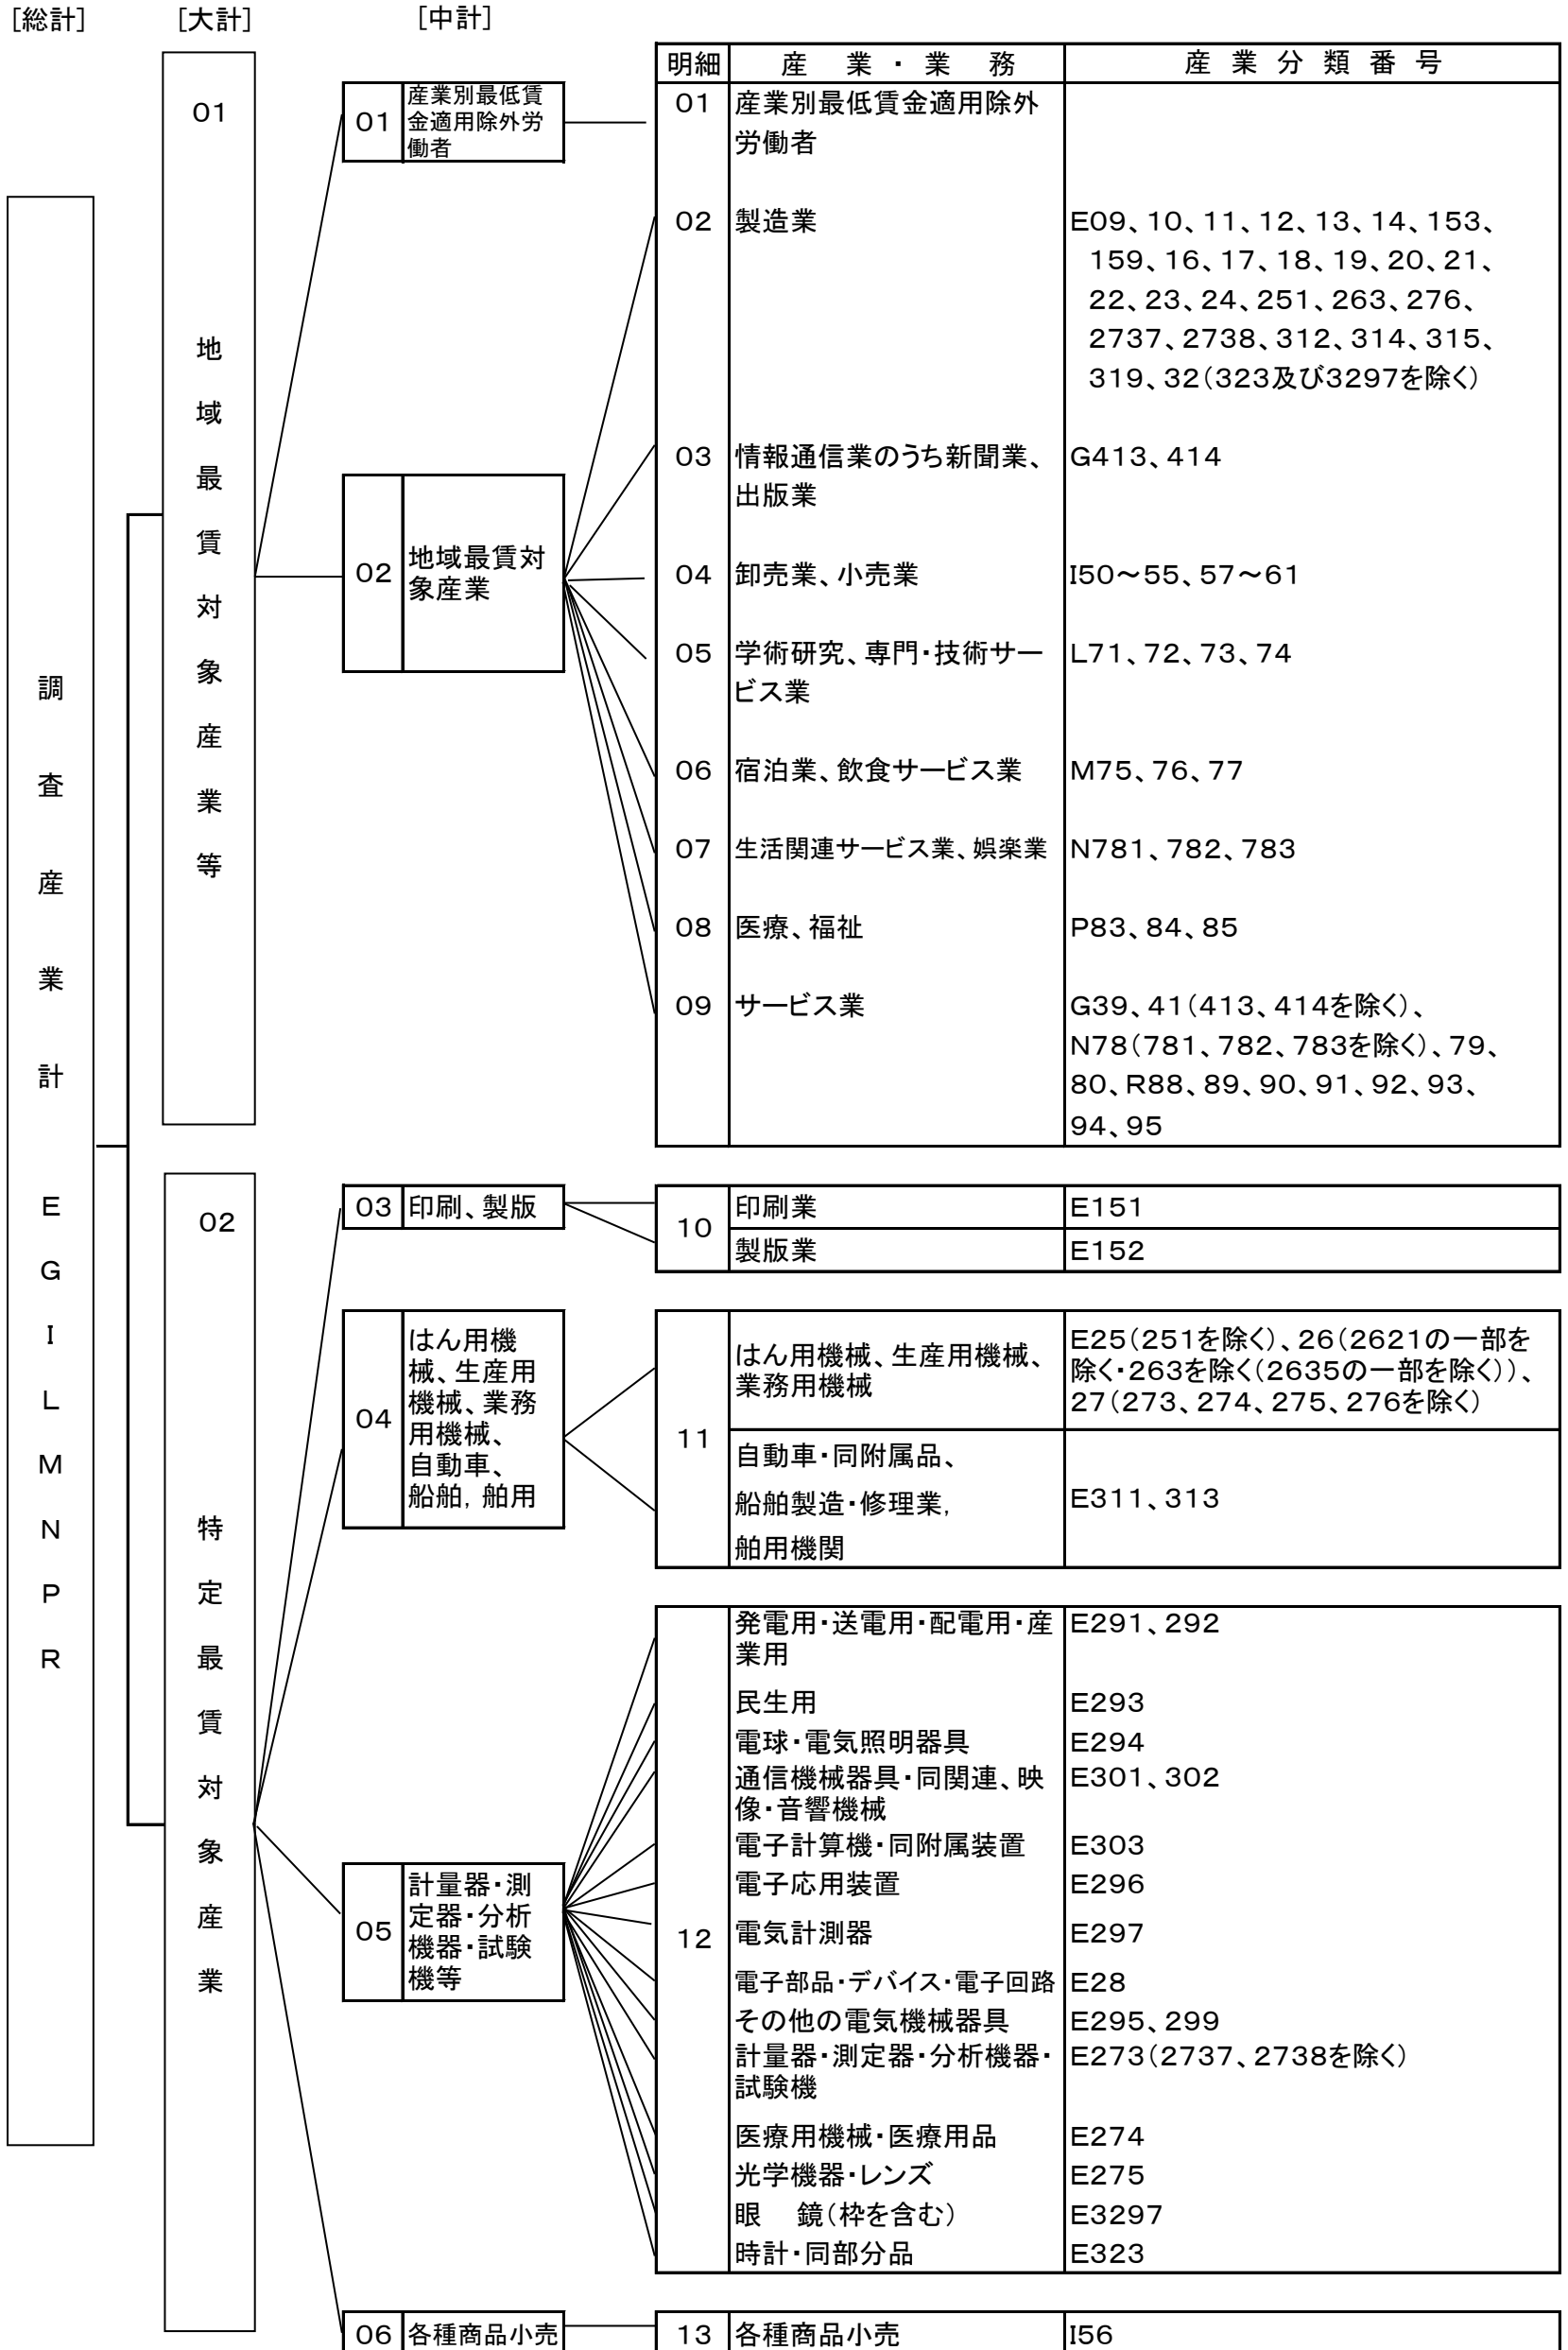 ［総計］　［大計］　［中計］
明細　産　業・業　務　産 業 分 類 番 号
調査産業計　EGILMNPR
01　地域最賃対象産業等
01　産業別最低賃
金適用除外労
働者
01　産業別最低賃金適用除外
労働者
02　地域最賃対
象産業
02　製造業　E09、10、11、12、13、14、153、
159、16、17、18、19、20、21、
22、23、24、251、263、276、
2737、2738、312、314、315、
319、32（323及び3297を除く）
03　情報通信業のうち新聞業、　G413、414
出版業
04　卸売業、小売業　I50～55、57～61
05　学術研究、専門・技術サー　L71、72、73、74
ビス業
06　宿泊業、飲食サービス業　M75、76、77
07　生活関連サービス業、娯楽業　N781、782、783
08　医療、福祉　P83、84、85
09　サービス業　G39、41（413、414を除く）、
N78（781、782、783を除く）、79、
80、R88、89、90、91、92、93、
94、95
02　特定最賃対象産業
03　印刷、製版
10　印刷業　E151
製版業　E152
04　はん用機
械、生産用
機械、業務
用機械、
自動車、
船舶，舶用
11　はん用機械、生産用機械、
業務用機械
E25（251を除く）、26（2621の一部を
除く・263を除く（2635の一部を除く））、
27（273、274、275、276を除く）
自動車・同附属品、
船舶製造・修理業，
舶用機関
E311、313
05　計量器・測
定器・分析
機器・試験
機等
12
発電用・送電用・配電用・産　E291、292
業用
民生用　E293
電球・電気照明器具　E294
通信機械器具・同関連、映　E301、302
像・音響機械
電子計算機・同附属装置　E303
電子応用装置　E296
電気計測器　E297
電子部品・デバイス・電子回路　E28
その他の電気機械器具　E295、299
計量器・測定器・分析機器・　E273（2737、2738を除く）
試験機
医療用機械・医療用品　E274
光学機器・レンズ　E275
眼　鏡（枠を含む）　E3297
時計・同部分品　E323
06　各種商品小売　13　各種商品小売　I56